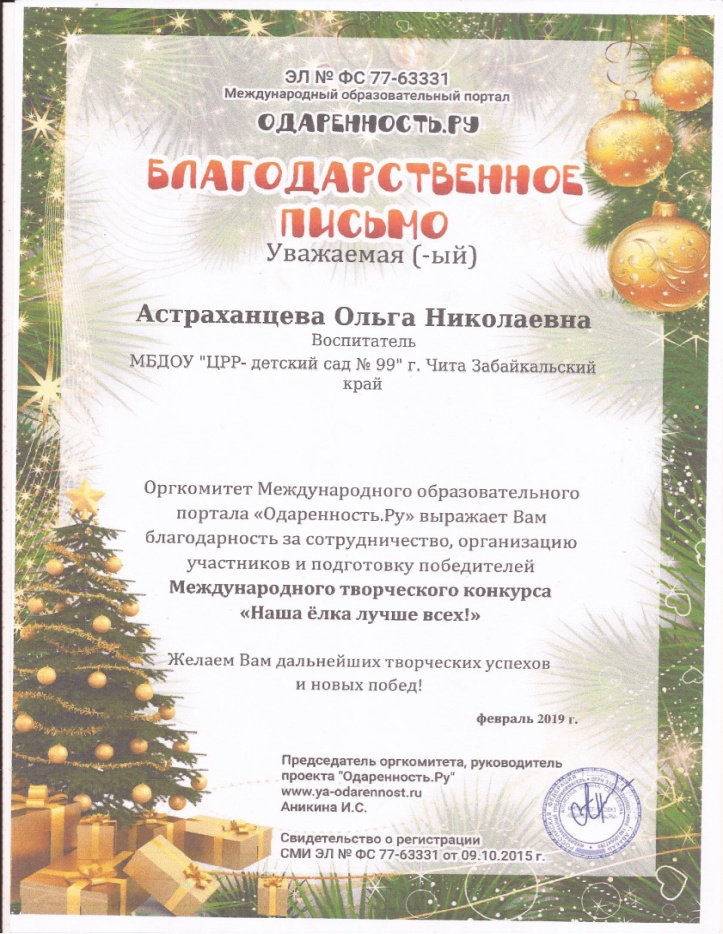 ЭЛ № ФС 77-63331
Международный образовательный портал
ОДАРЕННОСТЬ.РУ
БЛАГОДАРСТВЕННОЕ
ПИСЬМО
Уважаемая (-ый)
Астраханцева Ольга Николаевна
Воспитатель
МБДОУ "ЦРР- детский сад № 99" г. Чита Забайкальский
край
Оргкомитет Международного образовательного
портала «Одаренность.Ру» выражает Вам
благодарность за сотрудничество, организацию
участников и подготовку победителей
Международного творческого конкурса
«Наша ёлка лучше всех!»
Желаем Вам дальнейших творческих успехов
и новых побед!
февраль 2019 г.
Председатель оргкомитета, руководитель
проекта "Одаренность.Ру"
www.ya-odarennost.ru
Аникина И.С.
Свидетельство о регистрации
СМИ ЭЛ № ФС 77-63331 от 09.10.2015 г.